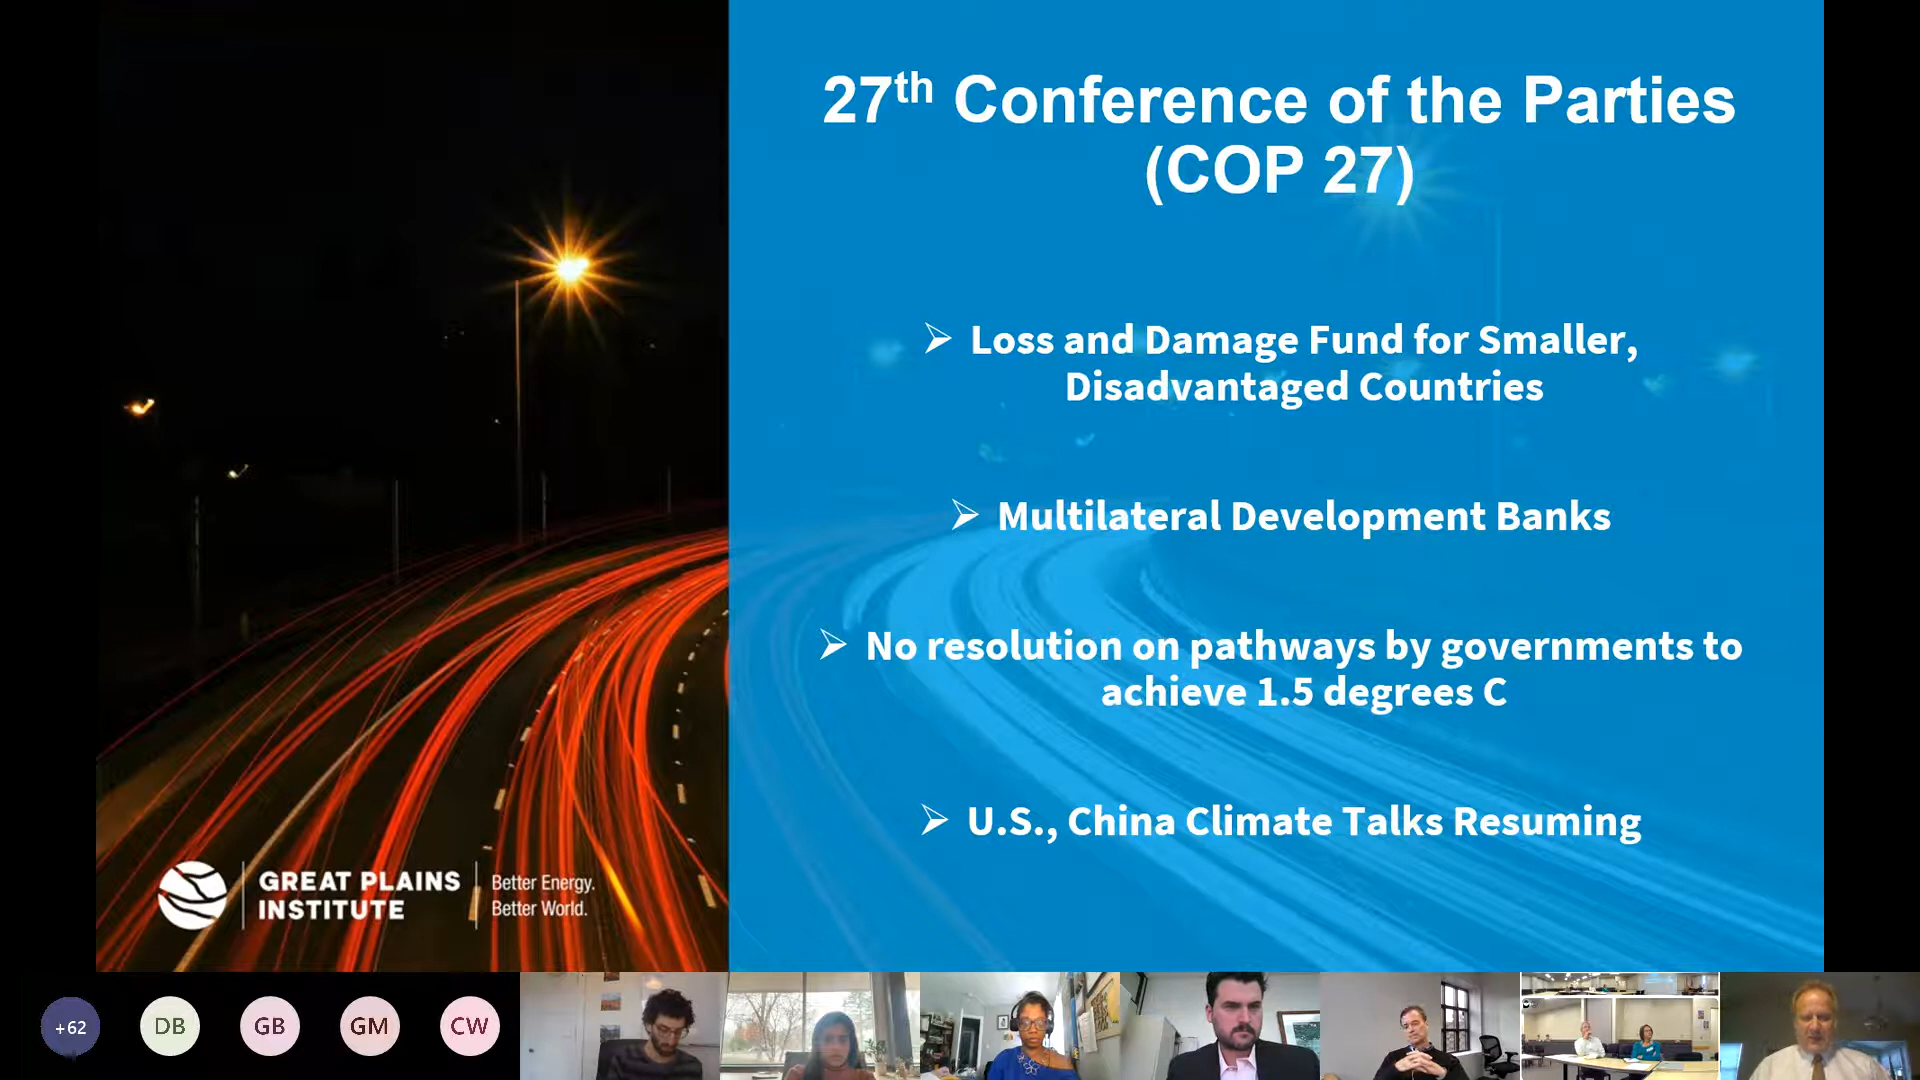 27th Conference of the Parties
(COP 27)
➢ Loss and Damage Fund for Smaller,
Disadvantaged Countries
➢ Multilateral Development Banks
➢ No resolution on pathways by governments to
achieve 1.5 degrees C
➢ U.S., China Climate Talks Resuming
GREAT PLAINS
INSTITUTE
Better Energy.
Better World.
+62
DB
GB
GM
CW